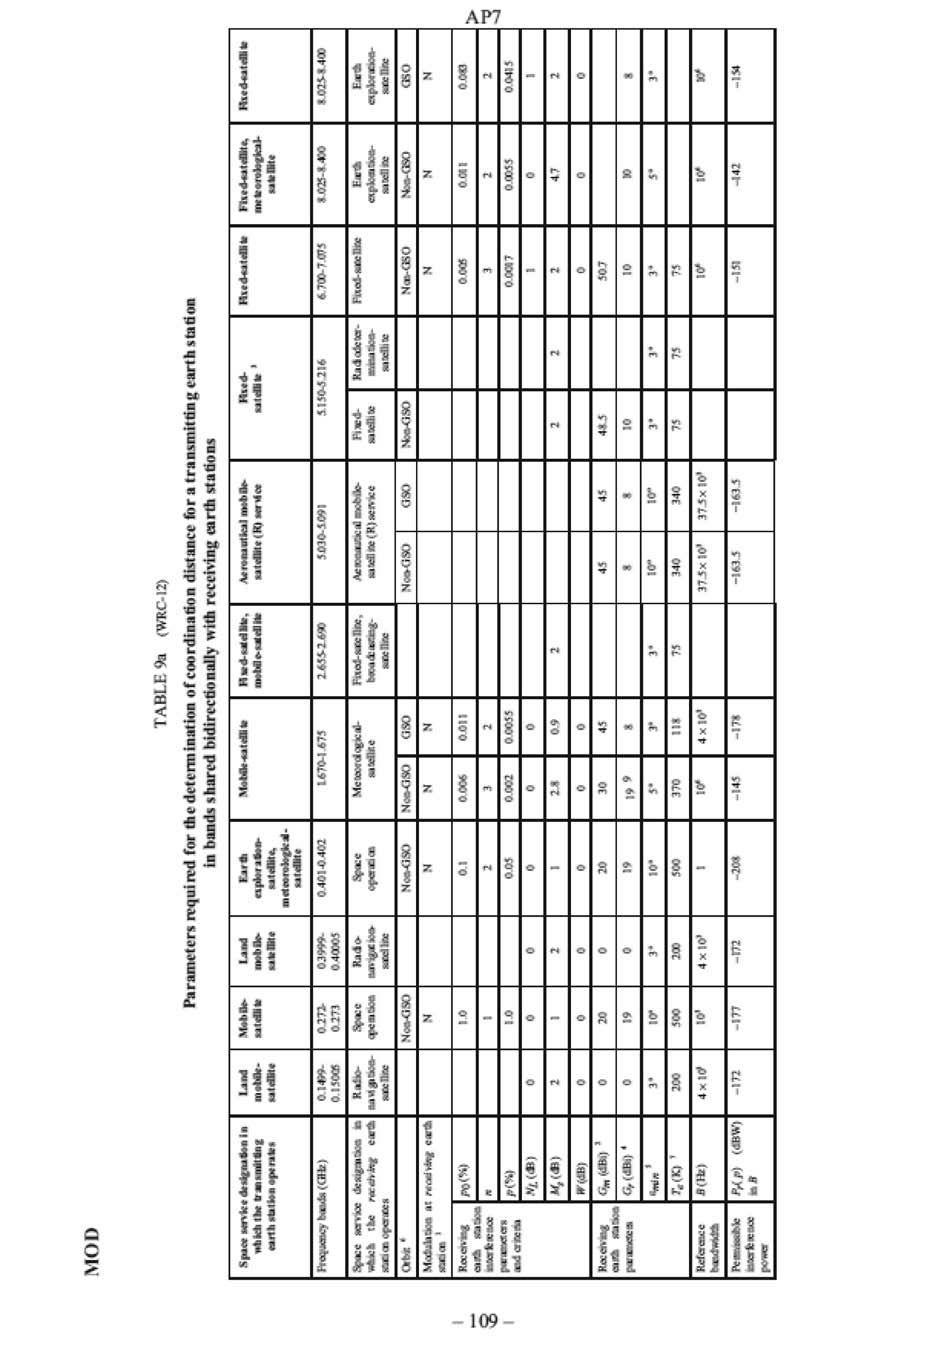 AP7
MOD
TABLE 9a (WRC-12)
Parameters required for the determination of coordination distance for a transmitting earth station
in bands shared bidirectionally with receiving earth stations
Space service designation in
which the transmitting
earth station operates
Land
mobile-
satellite
Mobile-
satellite
Land
mobile-
satellite
Earth
exploration-
satellite,
meteorological-
satellite
Mobile-satellite
Fixed-satellite,
mobile-satellite
Aeronautical mobile-
satellite (R) service
Fixed-
satellite 3
Fixed-satellite
Fixed-satellite,
meteorological-
satellite
Fixed-satellite
Frequency bands (GHz)
0.1499-
0.15005
0.272-
0.273
0.3999-
0.40005
0.401-0.402
1.670-1.675
2.655-2.690
5.030-5.091
5.150-5.216
6.700-7.075
8.025-8.400
8.025-8.400
Space service designation in
which the receiving earth
station operates
Radio-
navigation-
satellite
Space
operation
Radio-
navigation-
satellite
Space
operation
Meteorological-
satellite
Fixed-satellite,
broadcasting-
satellite
Aeronautical mobile-
satellite (R) service
Fixed-
satellite
Radiodeter-
mination-
satellite
Fixed-satellite
Earth
exploration-
satellite
Earth
exploration-
satellite
Orbit 6 Non-GSO Non-GSO Non-GSO GSO Non-GSO GSO Non-GSO Non-GSO Non-GSO GSO
Modulation at receiving earth
station 1
N N N N N N N
Receiving
earth station
interference
parameters
and criteria
p0 (%) 1.0 0.1 0.006 0.011 0.005 0.011 0.083
n 1 2 3 2 3 2 2
p (%) 1.0 0.05 0.002 0.0055 0.0017 0.0055 0.0415
NL (dB) 0 0 0 0 0 0 1 0 1
Ms (dB) 2 1 2 1 2.8 0.9 2 2 2 2 4.7 2
W (dB) 0 0 0 0 0 0 0 0 0
Receiving
earth station
parameters
Gm (dBi) 2 0 20 0 20 30 45 45 45 48.5 50.7
Gr (dBi) 4 0 19 0 19 19 9 8 8 8 10 10 10 8
εmin 5 3° 10° 3° 10° 5° 3° 3° 10° 10° 3° 3° 3° 5° 3°
Te (K) 7 200 500 200 500 370 118 75 340 340 75 75 75
Reference
bandwidth
B (Hz) 4 × 10³ 10³ 4 × 10³ 1 10⁶ 4 × 10³ 37.5 × 10³ 37.5 × 10³ 10⁶ 10⁶ 10⁶
Permissible
interference
power
Pr( p) (dBW)
in B
−172 −177 −172 −208 −145 −178 −163.5 −163.5 −151 −142 −154
– 109 –